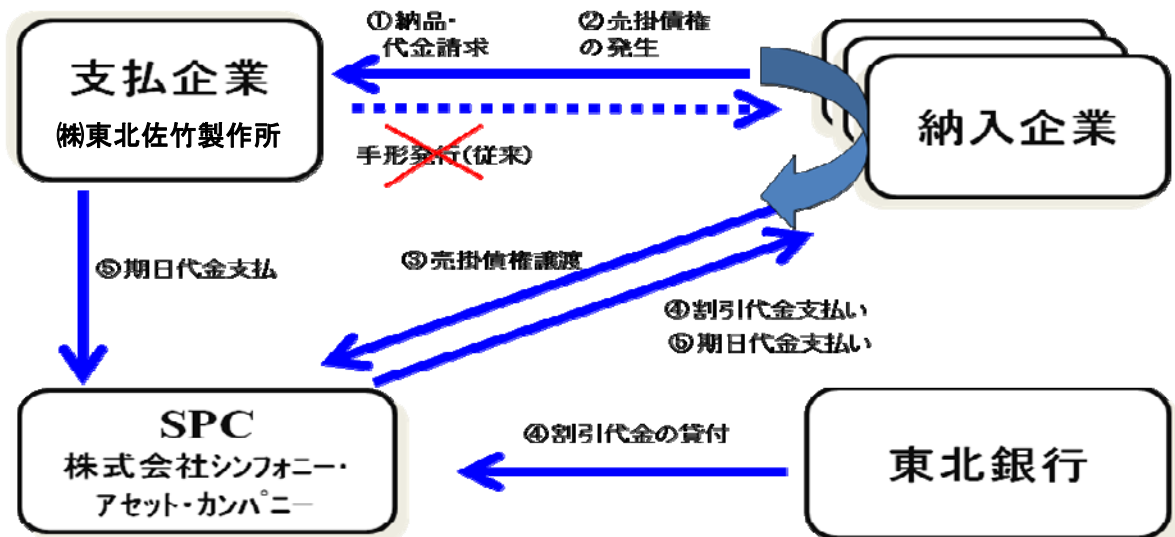 ①納品・
代金請求
②売掛債権
の発生
支払企業
㈱東北佐竹製作所
納入企業
手形発行(従来)
⑤期日代金支払
③売掛債権譲渡
④割引代金支払い
⑤期日代金支払い
SPC
株式会社シンフォニー・
アセット・カンパニー
④割引代金の貸付
東北銀行